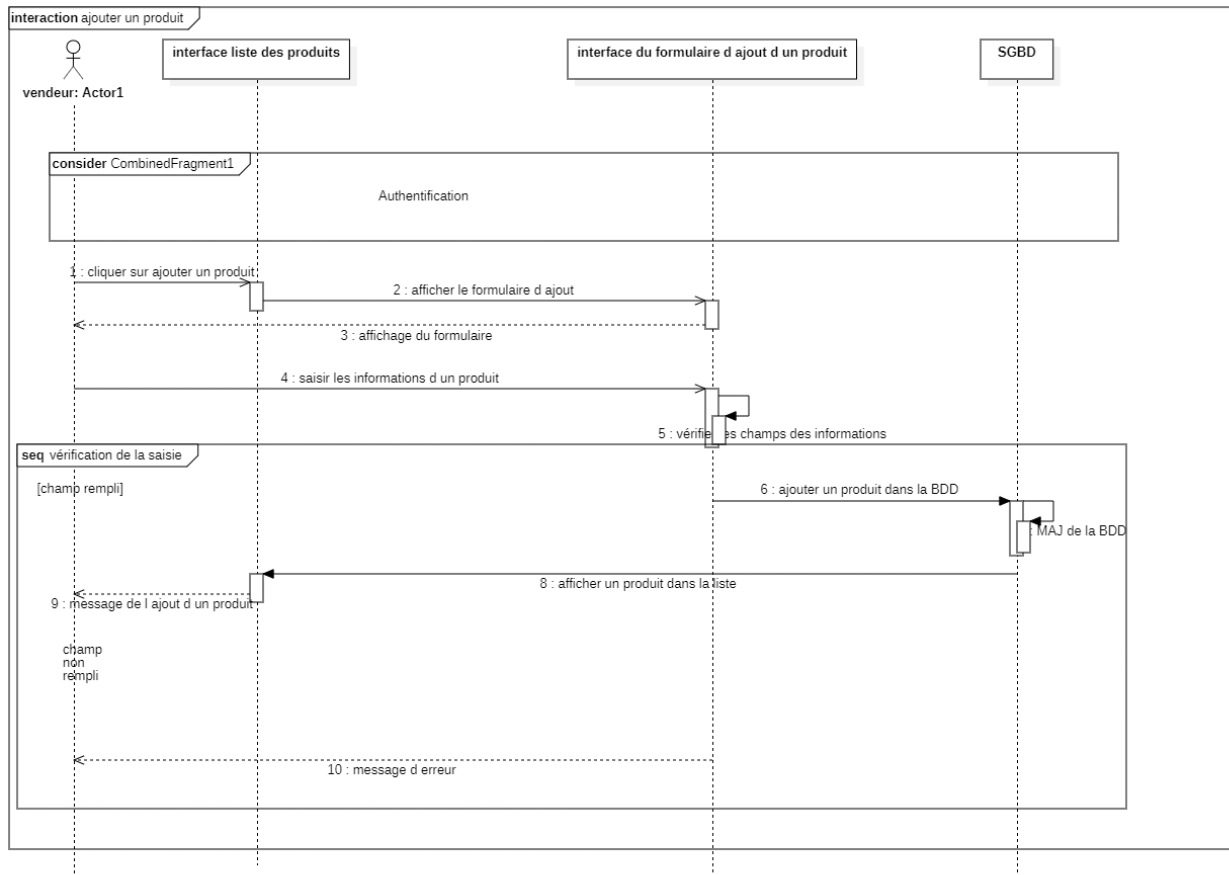 interaction ajouter un produit
interface liste des produits
interface du formulaire d ajout d un produit
SGBD
vendeur: Actor1
consider CombinedFragment1
Authentification
1 : cliquer sur ajouter un produit
2 : afficher le formulaire d ajout
3 : affichage du formulaire
4 : saisir les informations d un produit
5 : vérifier les champs des informations
seq vérification de la saisie
[champ rempli]
6 : ajouter un produit dans la BDD
: MAJ de la BDD
8 : afficher un produit dans la liste
9 : message de l ajout d un produit
champ
non
rempli
10 : message d erreur